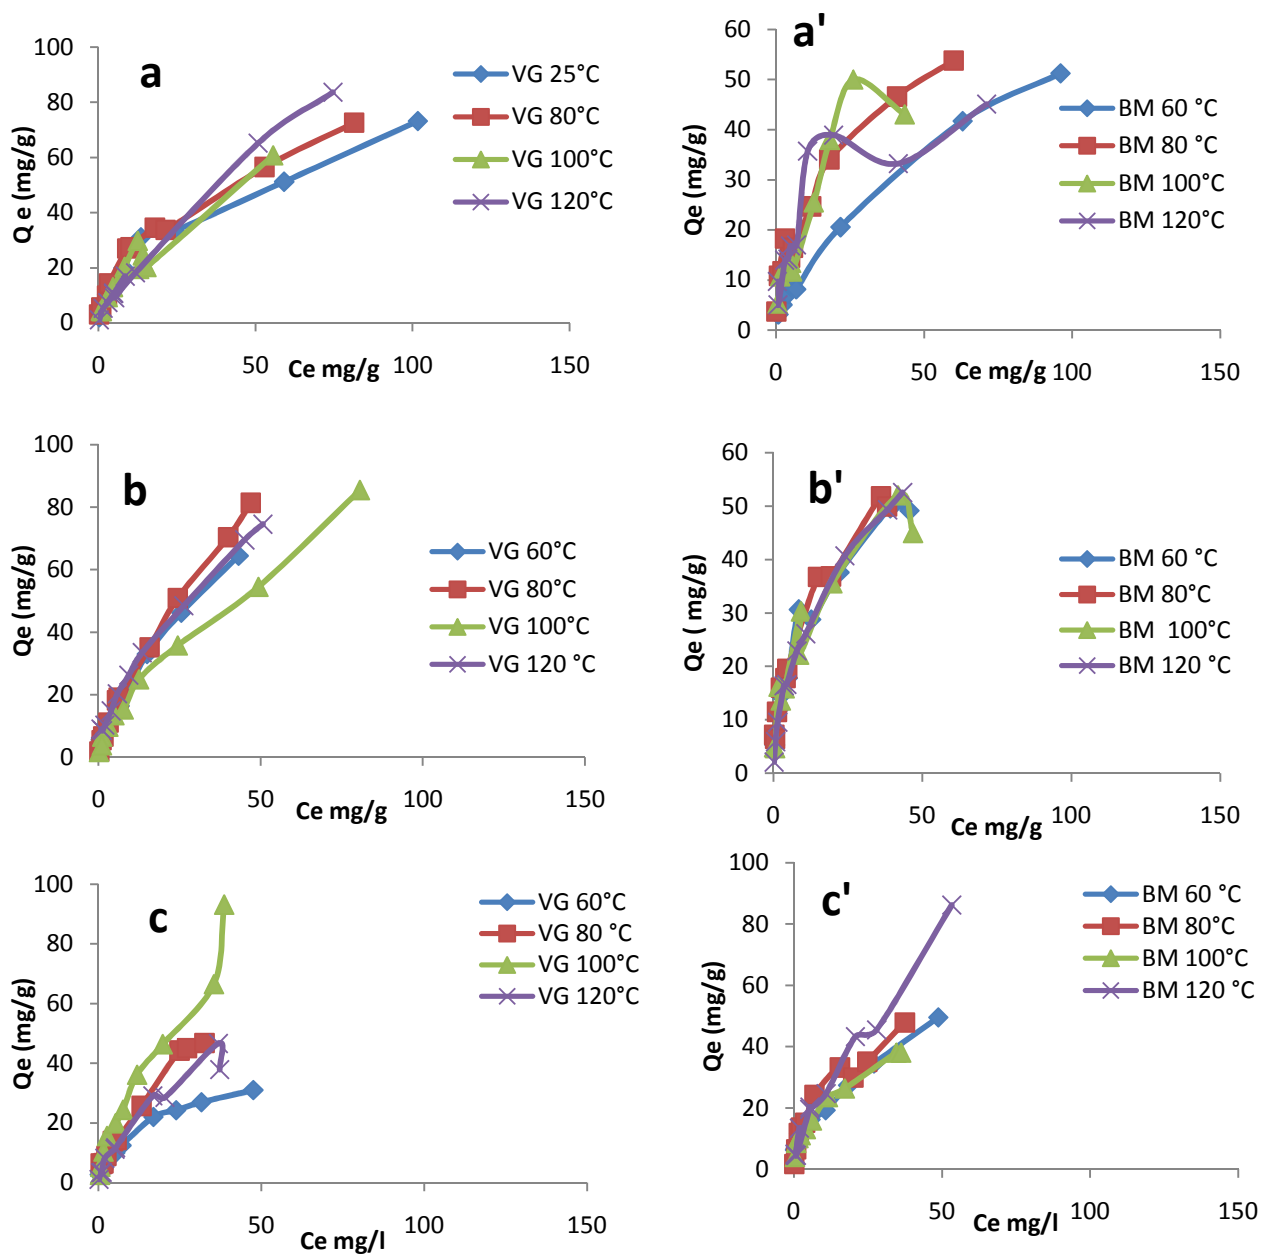 a
100
80
60
40
20
0
Q e (mg/g)
0
50
100
150
Ce mg/g
VG 25°C
VG 80°C
VG 100°C
VG 120°C
a'
60
50
40
30
20
10
0
Qe (mg/g)
0
50
100
150
Ce mg/g
BM 60 °C
BM 80 °C
BM 100°C
BM 120°C
b
100
80
60
40
20
0
Qe (mg/g)
0
50
100
150
Ce mg/g
VG 60°C
VG 80°C
VG 100°C
VG 120 °C
b'
60
50
40
30
20
10
0
Qe ( mg/g)
0
50
100
150
Ce mg/g
BM 60 °C
BM 80°C
BM 100°C
BM 120 °C
c
100
80
60
40
20
0
Qe (mg/g)
0
50
100
150
Ce mg/l
VG 60°C
VG 80 °C
VG 100°C
VG 120°C
c'
100
80
60
40
20
0
Qe (mg/g)
0
50
100
150
Ce mg/l
BM 60 °C
BM 80°C
BM 100°C
BM 120 °C